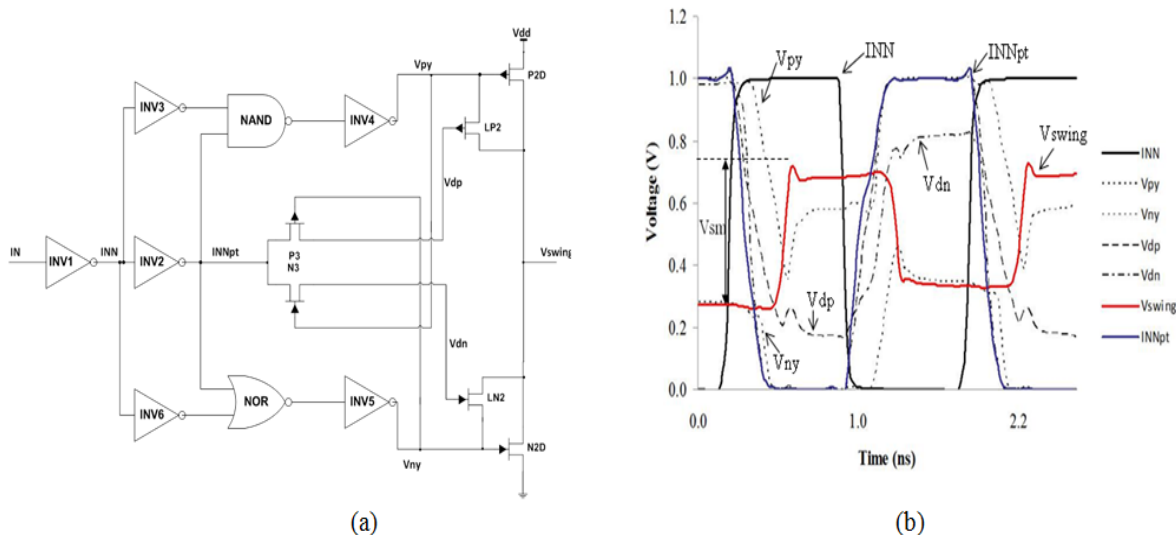 Vdd
Vpy
P2D
INV3
NAND
INV4
LP2
Vdp
IN
INV1
INN
INV2
INNpt
P3
N3
Vswing
Vdn
LN2
INV6
NOR
INV5
Vny
N2D
(a)
Voltage (V)
1.0
0.8
0.6
0.4
0.2
0.0
Vpy
INN
INNpt
Vswing
Vdn
Vsm
Vdp
Vny
0.0
1.0
2.2
Time (ns)
INN
Vpy
Vny
Vdp
Vdn
Vswing
INNpt
(b)